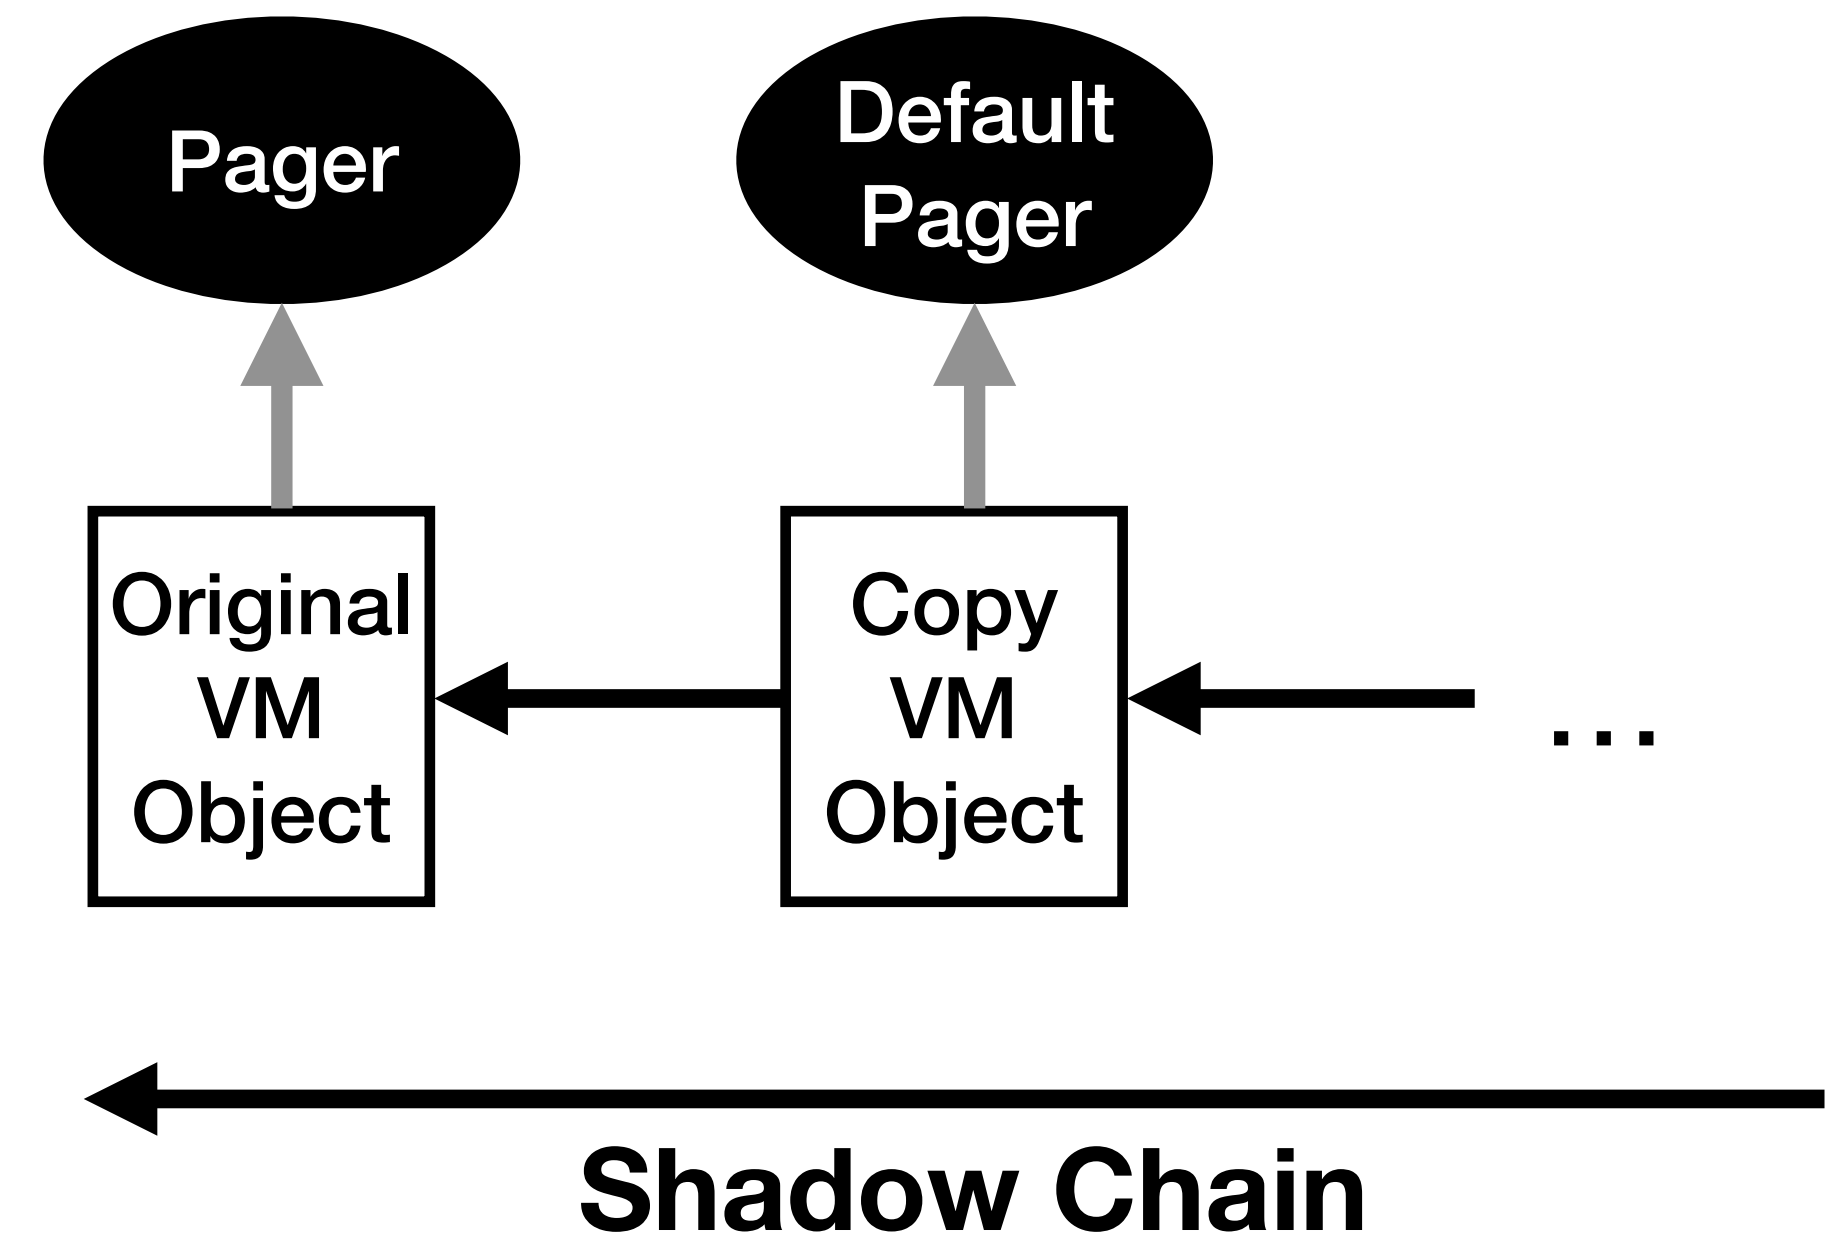 Pager
Default
Pager
Original
VM
Object
Copy
VM
Object
...
Shadow Chain